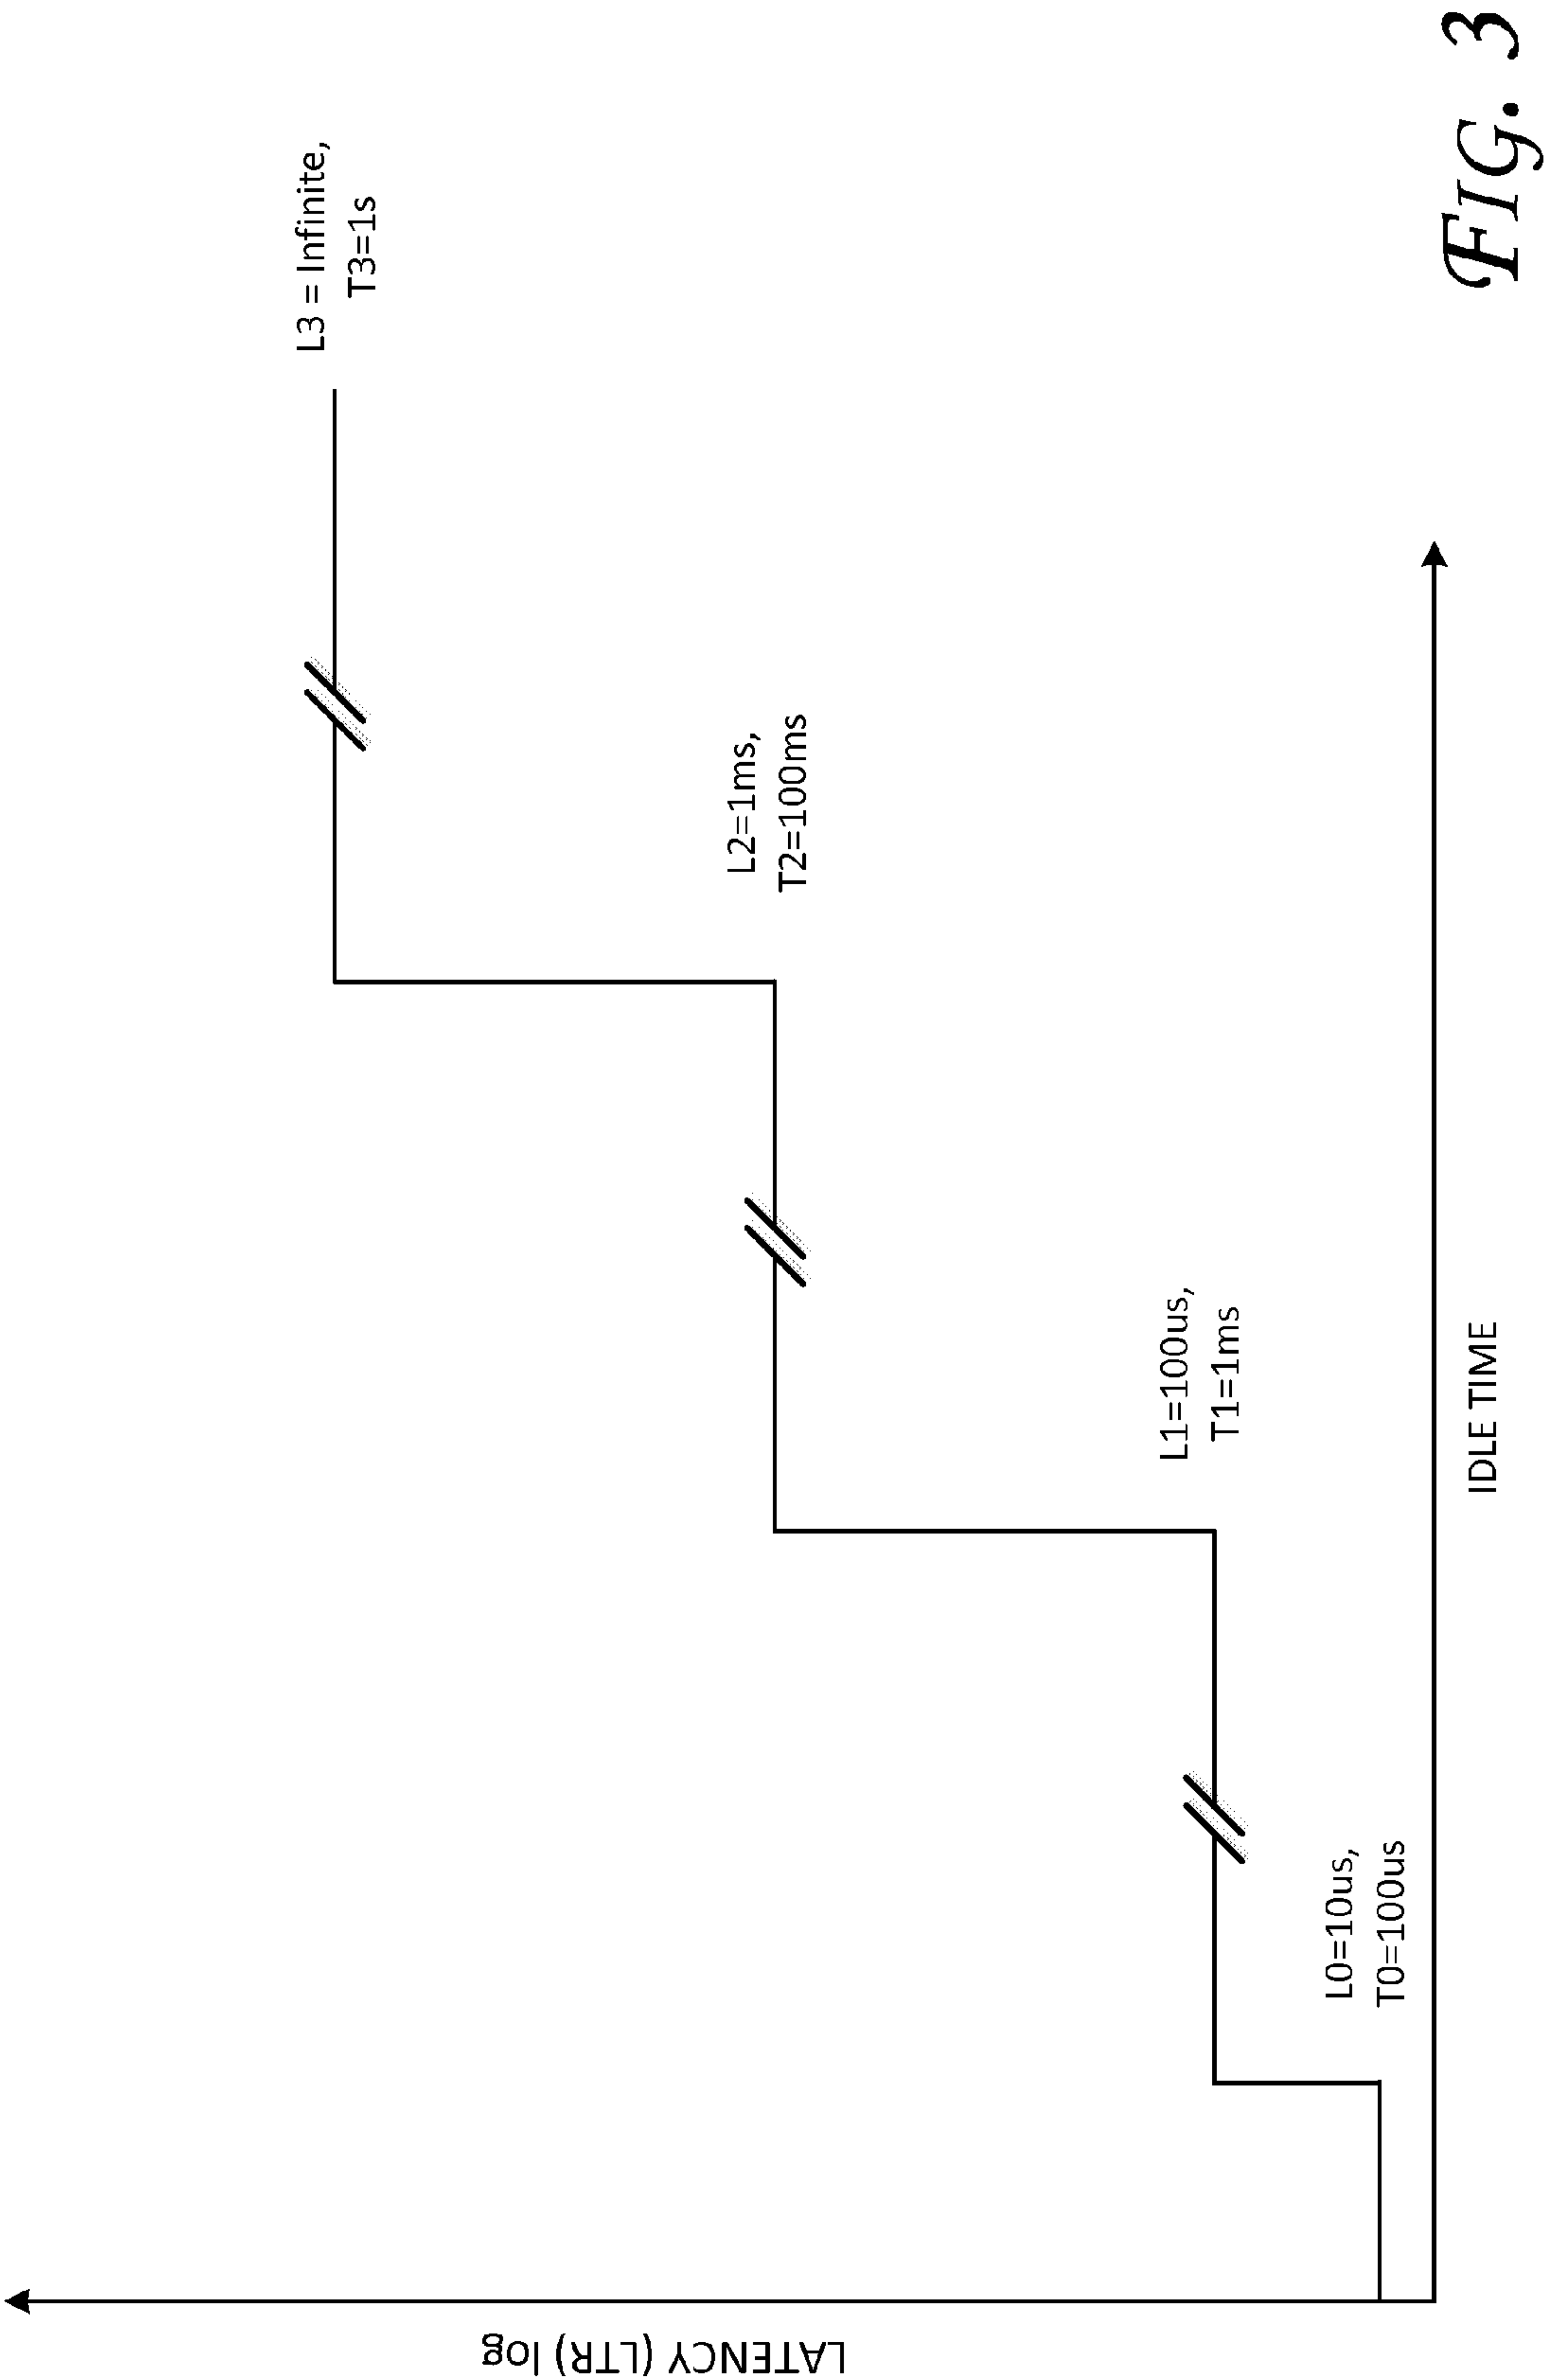 LATENCY (LTR) log
L3 = Infinite,
T3=1s
L2=1ms,
T2=100ms
L1=100us,
T1=1ms
L0=10us,
T0=100us
IDLE TIME
FIG. 3